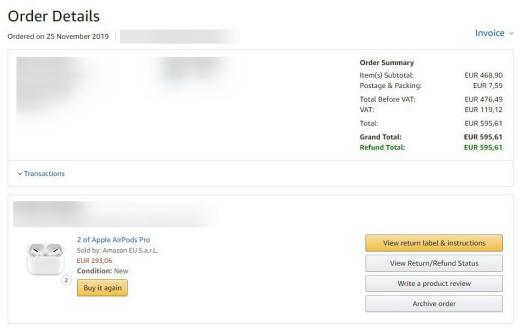 Order Details
Ordered on 25 November 2019
Invoice
Order Summary
Item(s) Subtotal: EUR 468,90
Postage & Packing: EUR 7,59
Total Before VAT: EUR 476,49
VAT: EUR 119,12
Total: EUR 595,61
Grand Total: EUR 595,61
Refund Total: EUR 595,61
Transactions
2 of Apple AirPods Pro
Sold by: Amazon EU S.a.r.L.
EUR 293,06
Condition: New
2
Buy it again
View return label & instructions
View Return/Refund Status
Write a product review
Archive order